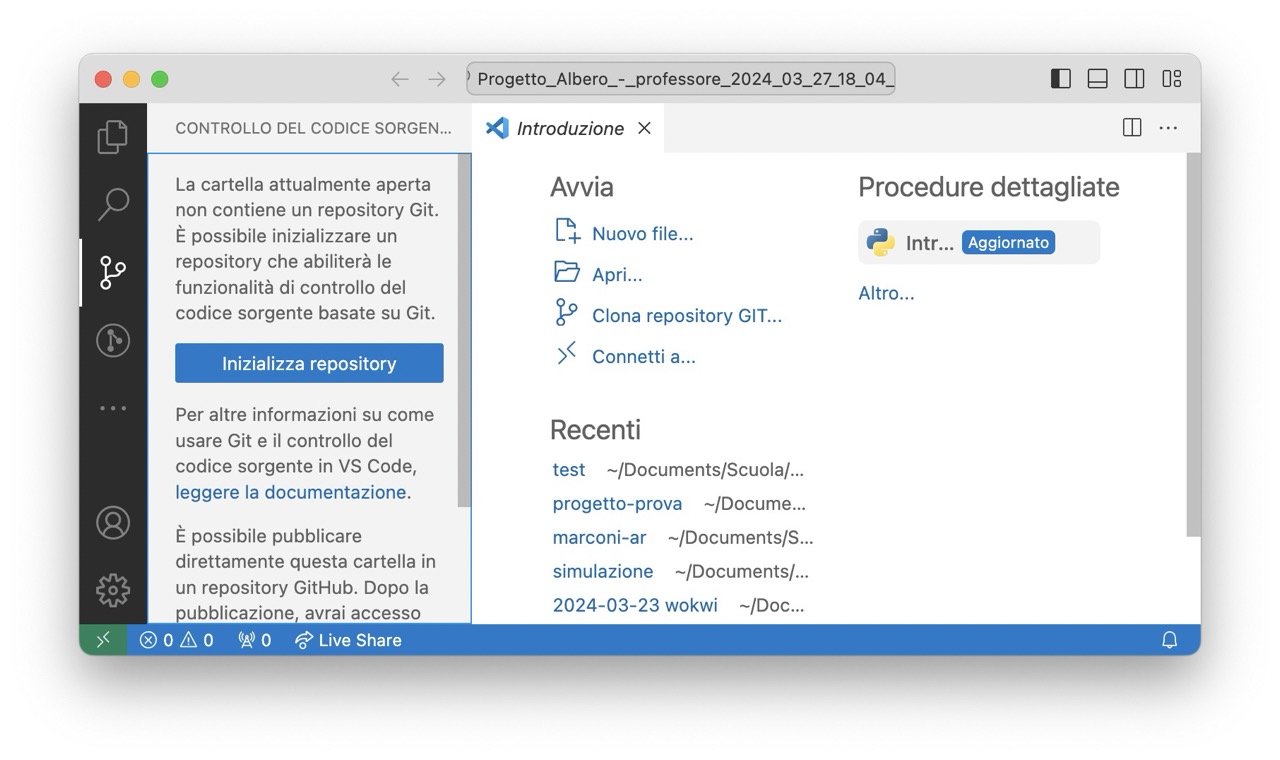 Progetto_Albero_-_professore_2024_03_27_18_04_
CONTROLLO DEL CODICE SORGEN...
La cartella attualmente aperta
non contiene un repository Git.
È possibile inizializzare un
repository che abiliterà le
funzionalità di controllo del
codice sorgente basate su Git.
Inizializza repository
Per altre informazioni su come
usare Git e il controllo del
codice sorgente in VS Code,
leggere la documentazione.
È possibile pubblicare
direttamente questa cartella in
un repository GitHub. Dopo la
pubblicazione, avrai accesso
Introduzione
Avvia
Nuovo file...
Apri...
Clona repository GIT...
Connetti a...
Recenti
test ~/Documents/Scuola/...
progetto-prova ~/Docume...
marconi-ar ~/Documents/S...
simulazione ~/Documents/...
2024-03-23 wokwi ~/Doc...
Procedure dettagliate
Intr... Aggiornato
Altro...
0 0 0 Live Share